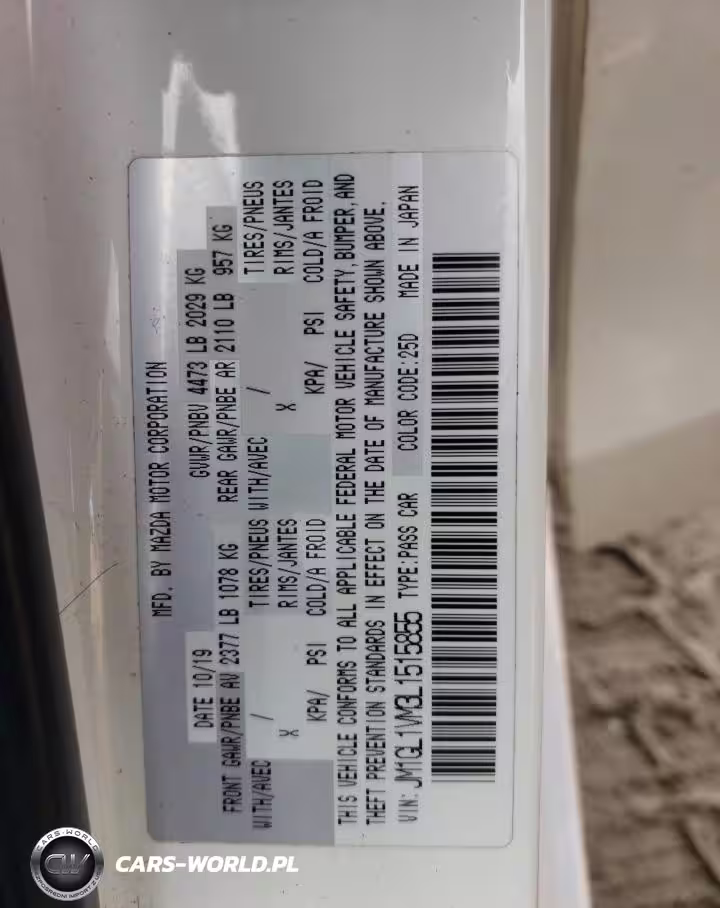 MFD. BY MAZDA MOTOR CORPORATION
DATE 10/19 GVWR/PNBV 4473 LB 2029 KG
FRONT GAWR/PNBE AV 2377 LB 1078 KG REAR GAWR/PNBE AR 2110 LB 957 KG
WITH/AVEC / TIRES/PNEUS WITH/AVEC / TIRES/PNEUS
X RIMS/JANTES X RIMS/JANTES
KPA/ PSI COLD/A FROID KPA/ PSI COLD/A FROID
THIS VEHICLE CONFORMS TO ALL APPLICABLE FEDERAL MOTOR VEHICLE SAFETY, BUMPER, AND
THEFT PREVENTION STANDARDS IN EFFECT ON THE DATE OF MANUFACTURE SHOWN ABOVE.
VIN: JM1GL1VM3L1515855 TYPE:PASS CAR COLOR CODE:25D MADE IN JAPAN
CARS-WORLD
CW
CARS-WORLD.PL